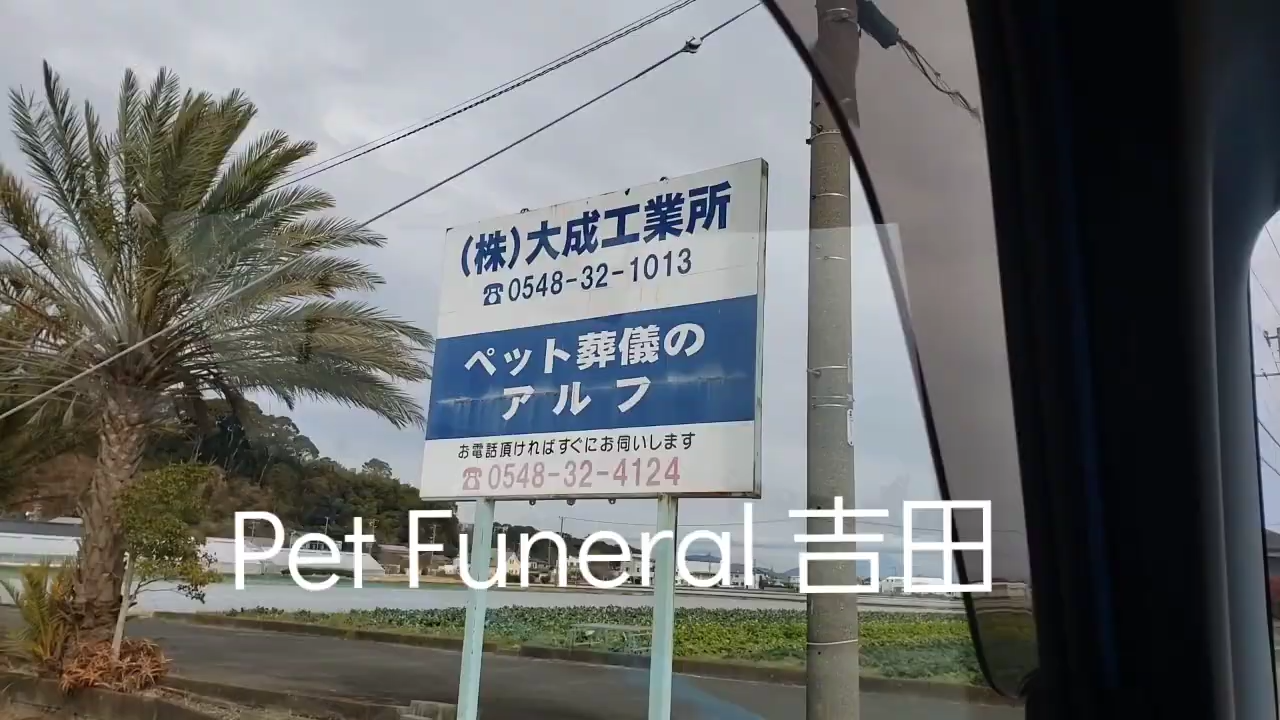 (株)大成工業所
☎0548-32-1013
ペット葬儀の
アルフ
お電話頂ければすぐにお伺いします
☎0548-32-4124
Pet Funeral 吉田